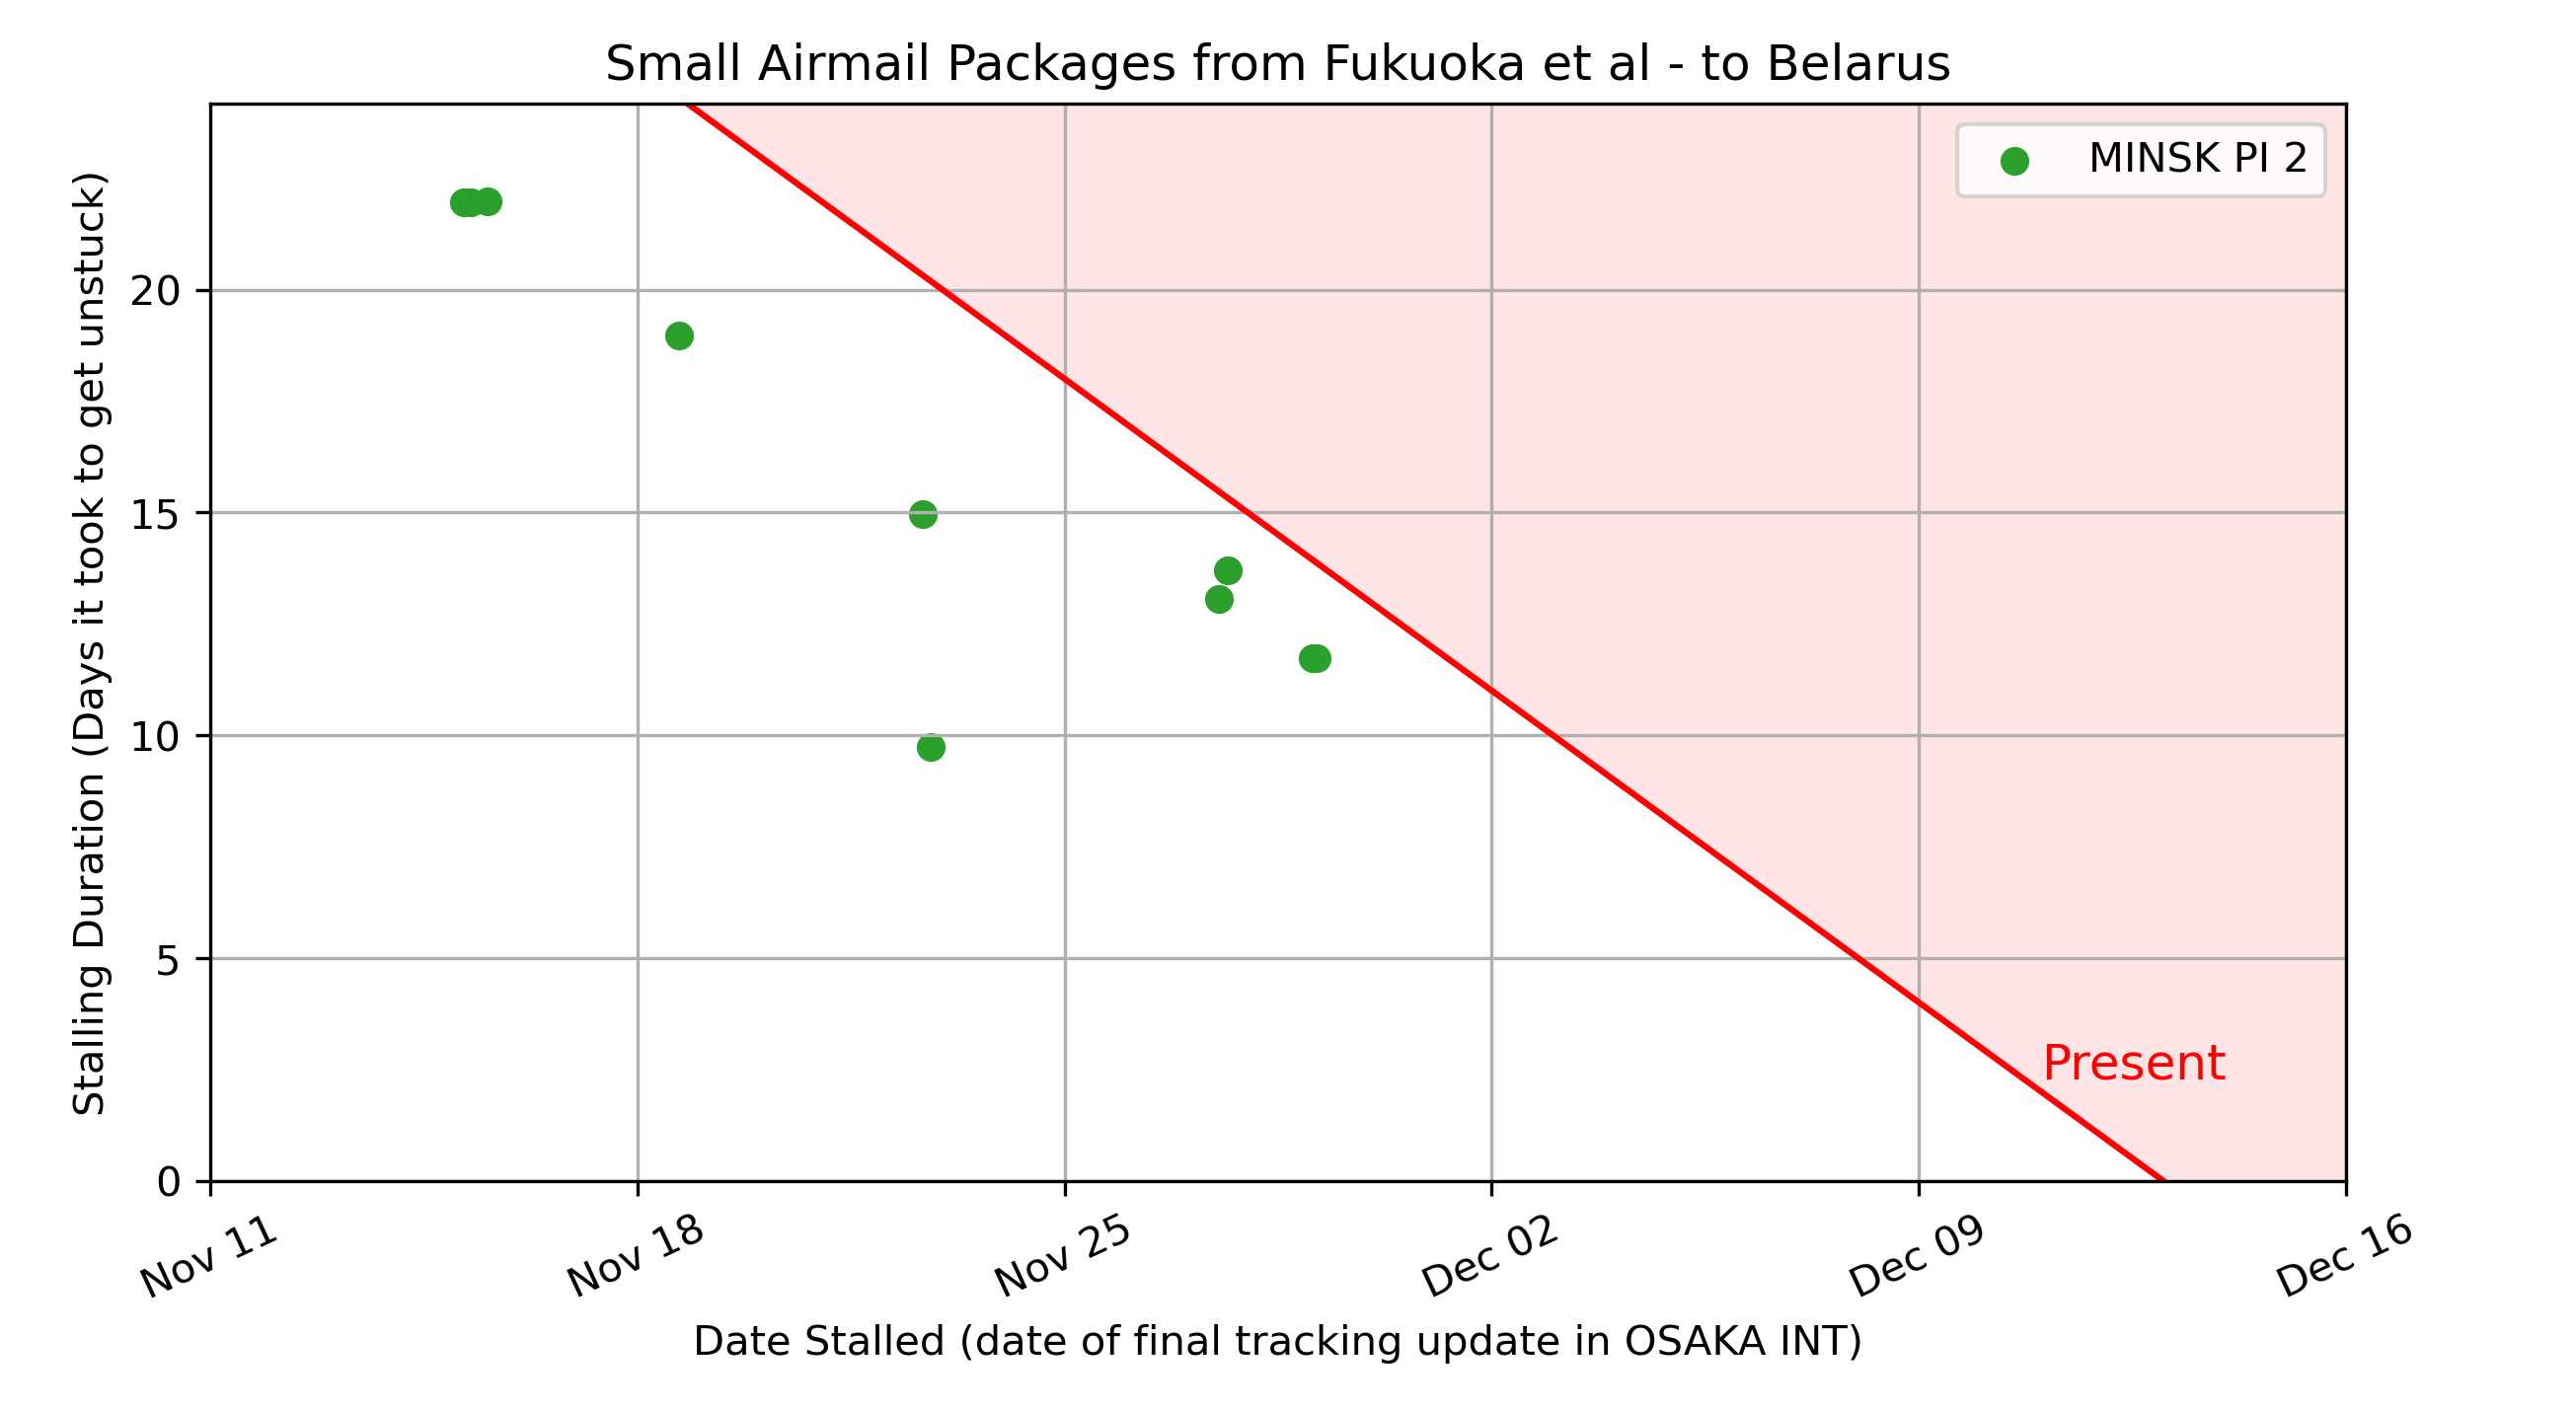 Small Airmail Packages from Fukuoka et al - to Belarus
MINSK PI 2
Stalling Duration (Days it took to get unstuck)
20
15
10
5
0
Present
Nov 11
Nov 18
Nov 25
Dec 02
Dec 09
Dec 16
Date Stalled (date of final tracking update in OSAKA INT)